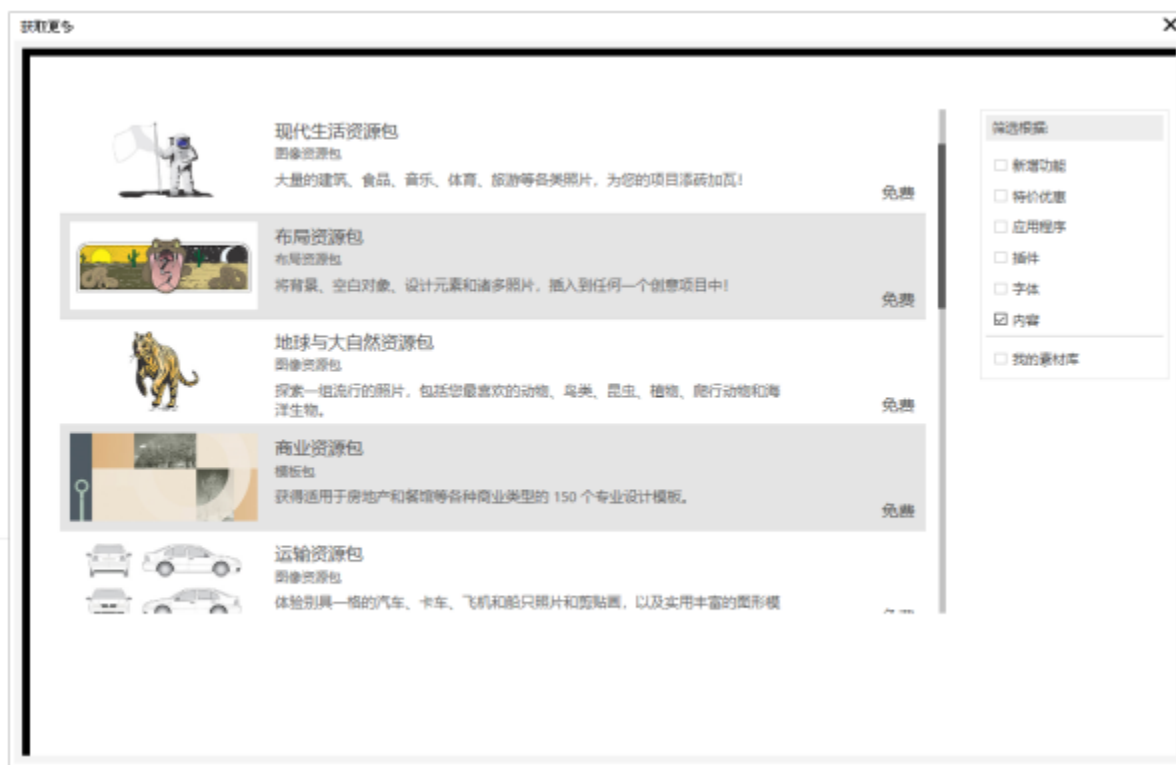 获取更多
现代生活资源包
图像资源包
大量的建筑、食品、音乐、体育、旅游等各类照片，为您的项目添砖加瓦！
免费
布局资源包
布局资源包
将背景、空白对象、设计元素和诸多照片，插入到任何一个创意项目中！
免费
地球与大自然资源包
图像资源包
探索一组流行的照片，包括您最喜欢的动物、鸟类、昆虫、植物、爬行动物和海
洋生物。
免费
商业资源包
模板包
获得适用于房地产和餐馆等各种商业类型的 150 个专业设计模板。
免费
运输资源包
图像资源包
体验别具一格的汽车、卡车、飞机和船只照片和剪贴画，以及实用丰富的图形模
筛选根据:
新增功能
特价优惠
应用程序
插件
字体
内容
我的素材库